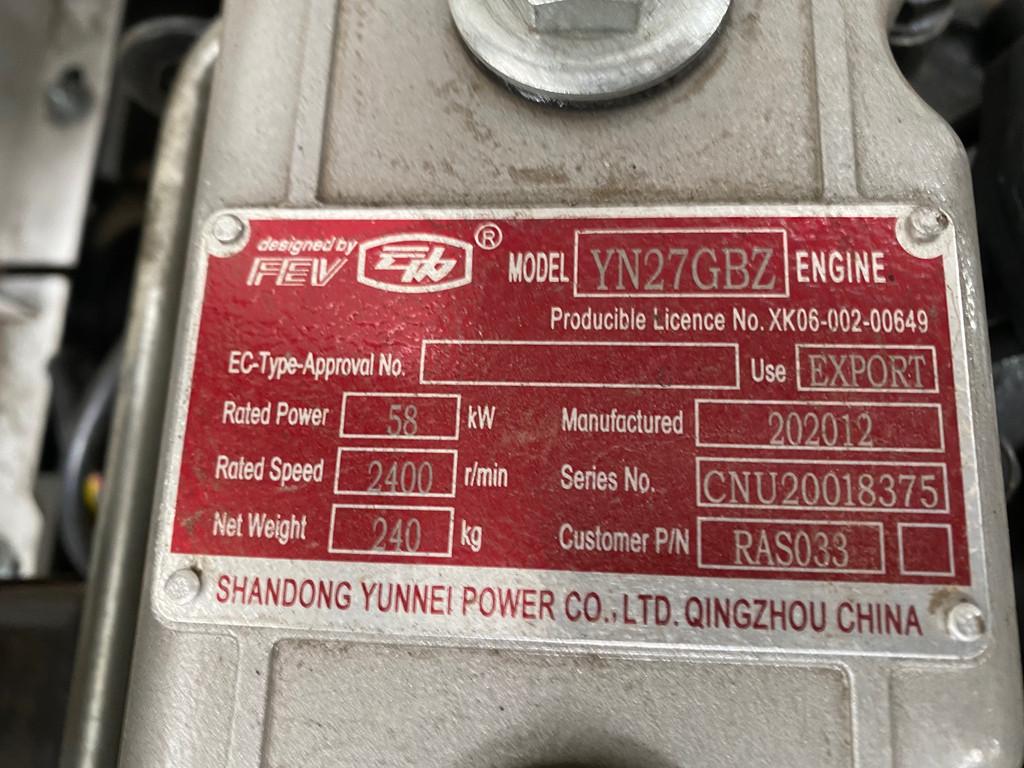 designed by
FEV
®
MODEL YN27GBZ ENGINE
Producible Licence No. XK06-002-00649
EC-Type-Approval No. Use EXPORT
Rated Power 58 kW Manufactured 202012
Rated Speed 2400 r/min Series No. CNU20018375
Net Weight 240 kg Customer P/N RAS033
SHANDONG YUNNEI POWER CO., LTD. QINGZHOU CHINA